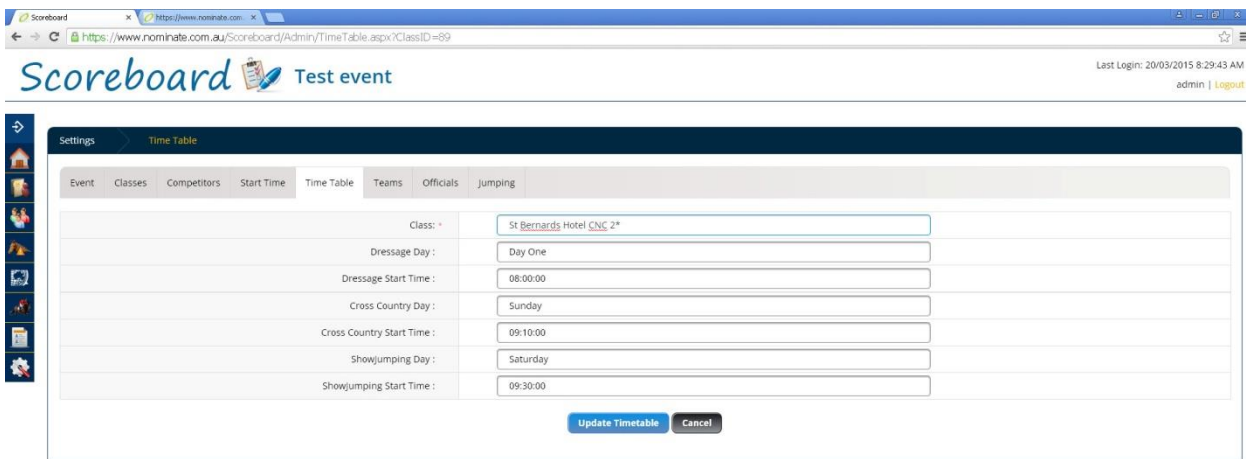 Scoreboard https://www.nominate.com.
https://www.nominate.com.au/Scoreboard/Admin/TimeTable.aspx?ClassID=89
Scoreboard Test event
Last Login: 20/03/2015 8:29:43 AM
admin | Logout
Settings Time Table
Event Classes Competitors Start Time Time Table Teams Officials Jumping
Class: * St Bernards Hotel CNC 2*
Dressage Day : Day One
Dressage Start Time : 08:00:00
Cross Country Day : Sunday
Cross Country Start Time : 09:10:00
Showjumping Day : Saturday
Showjumping Start Time : 09:30:00
Update Timetable Cancel